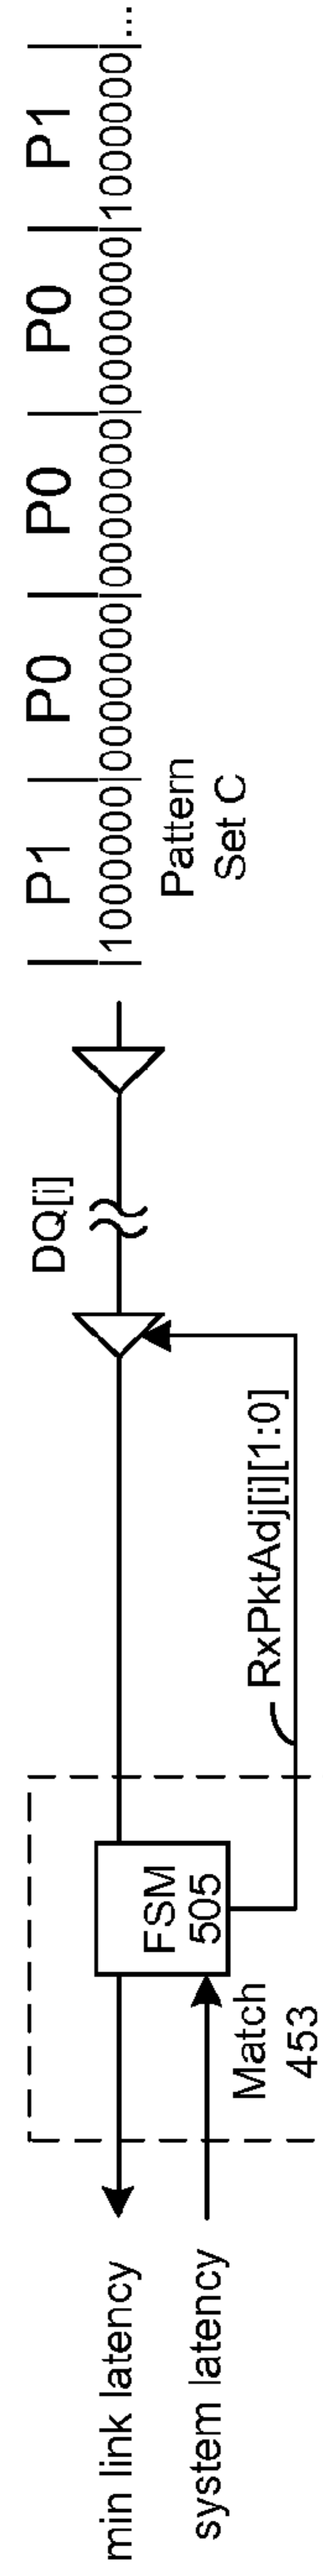 P1 | P0 | P0 | P0 | P1 |
|1000000|0000000|0000000|0000000|1000000|...
Pattern
Set C
DQ[i]
RxPktAdj[i][1:0]
FSM
505
Match
453
min link latency
system latency